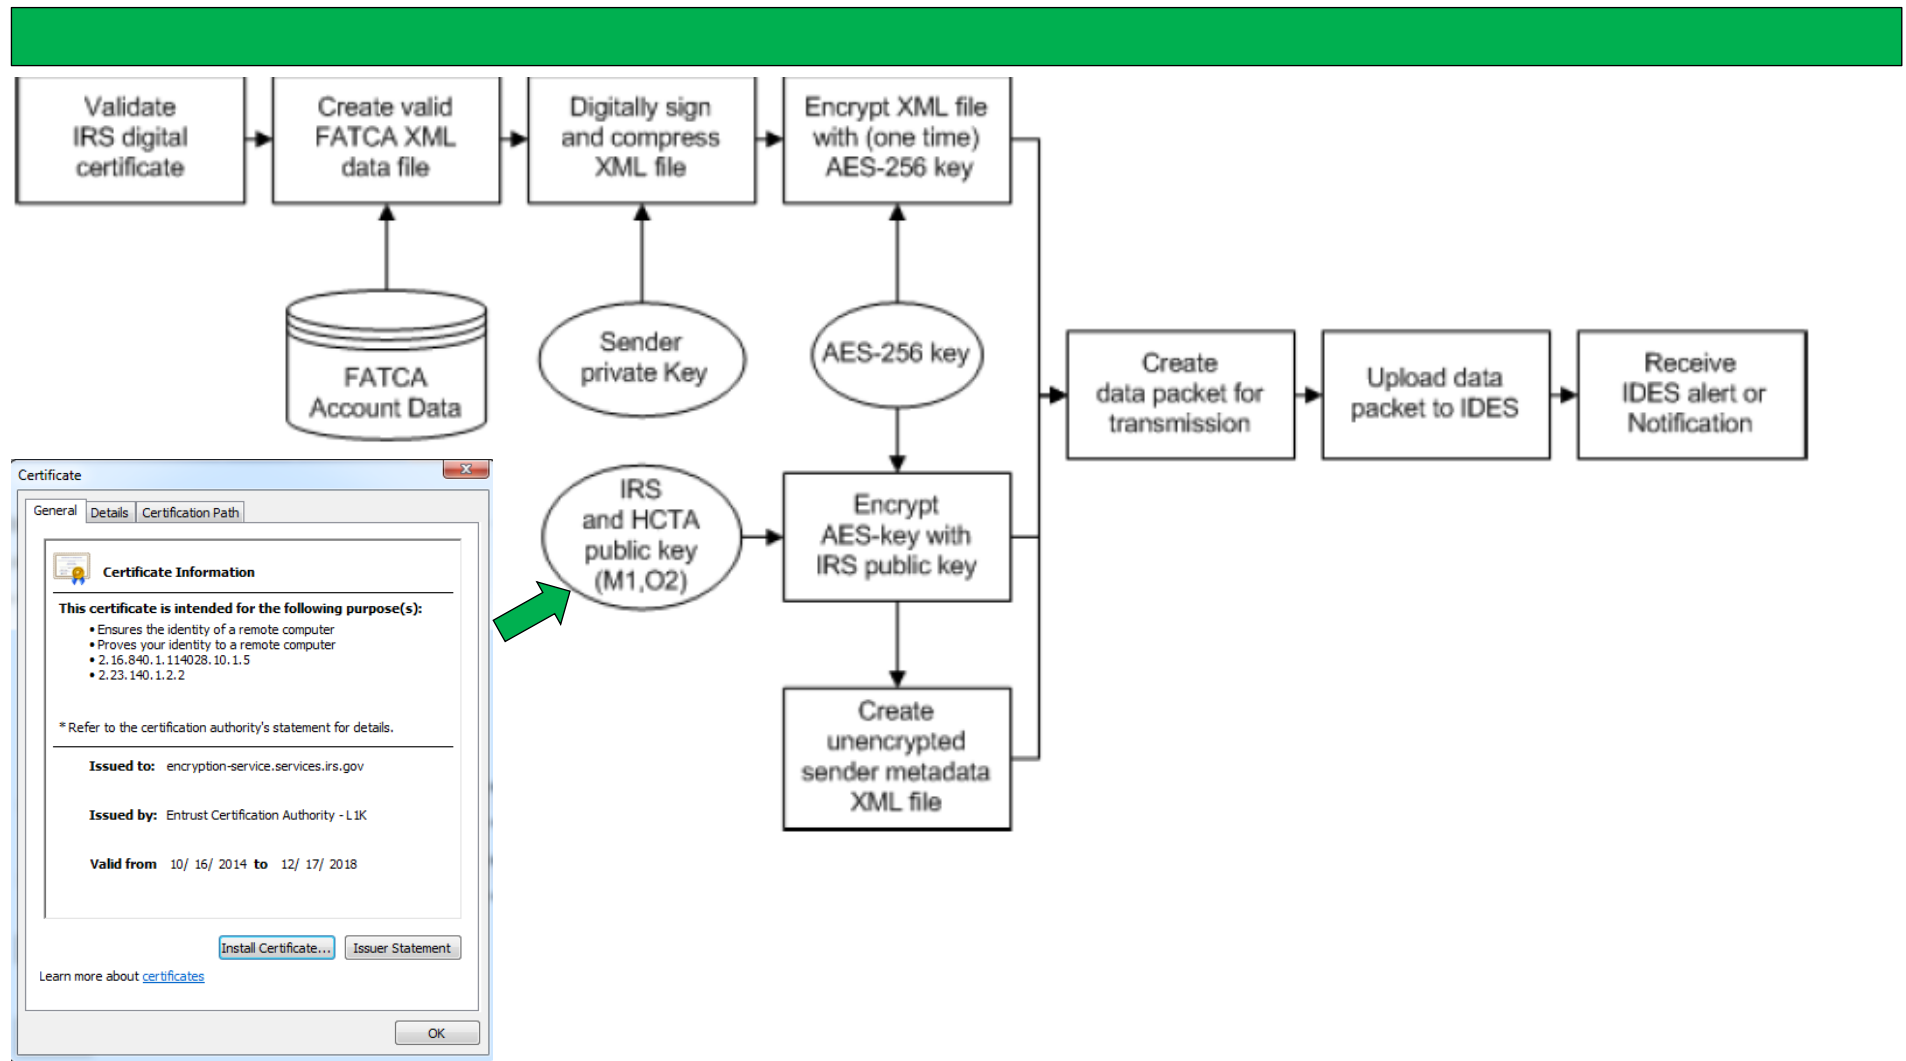 Validate
IRS digital
certificate
Create valid
FATCA XML
data file
Digitally sign
and compress
XML file
Encrypt XML file
with (one time)
AES-256 key
FATCA
Account Data
Sender
private Key
AES-256 key
Create
data packet for
transmission
Upload data
packet to IDES
Receive
IDES alert or
Notification
IRS
and HCTA
public key
(M1,O2)
Encrypt
AES-key with
IRS public key
Create
unencrypted
sender metadata
XML file
Certificate
General Details Certification Path
Certificate Information
This certificate is intended for the following purpose(s):
• Ensures the identity of a remote computer
• Proves your identity to a remote computer
• 2.16.840.1.114028.10.1.5
• 2.23.140.1.2.2
* Refer to the certification authority's statement for details.
Issued to: encryption-service.services.irs.gov
Issued by: Entrust Certification Authority - L1K
Valid from 10/ 16/ 2014 to 12/ 17/ 2018
Install Certificate... Issuer Statement
Learn more about certificates
OK